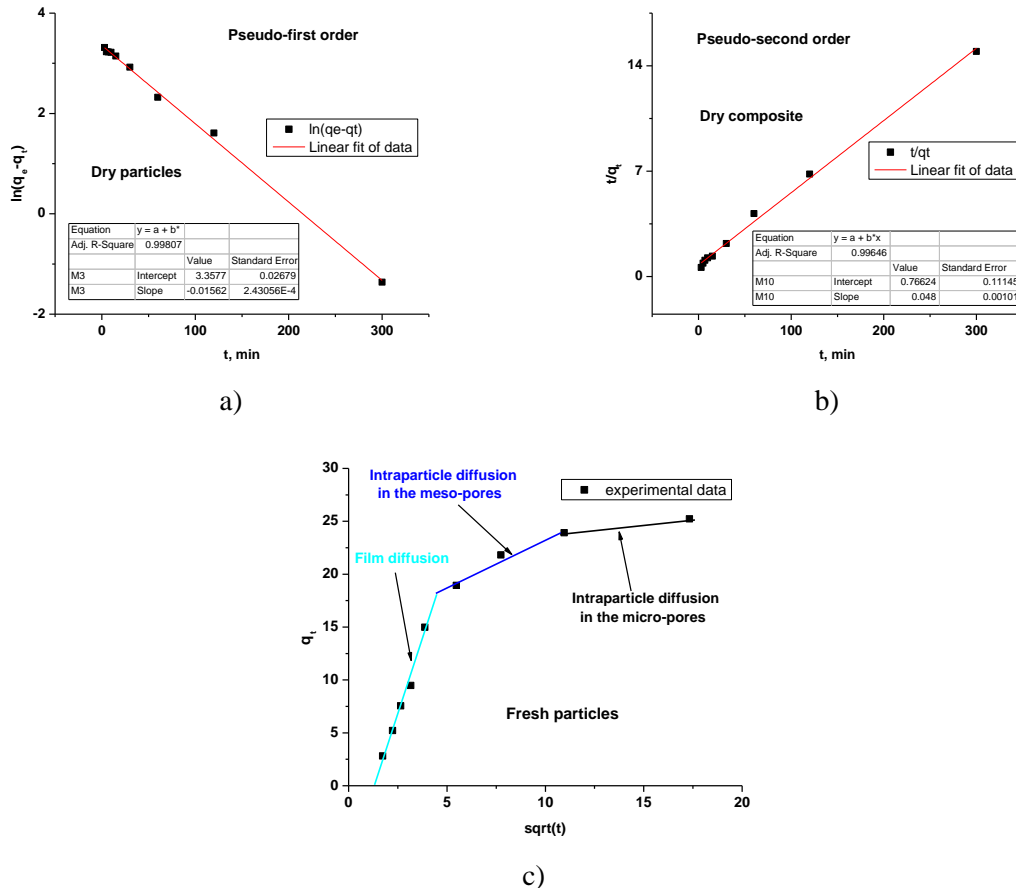 Pseudo-first order
ln(qe-qt)
Linear fit of data
Dry particles
Equation y = a + b*
Adj. R-Square 0.99807
Value Standard Error
M3 Intercept 3.3577 0.02679
M3 Slope -0.01562 2.43056E-4
4
2
0
-2
ln(q_e-q_t)
0 100 200 300
t, min
a)
Pseudo-second order
Dry composite
t/qt
Linear fit of data
Equation y = a + b*x
Adj. R-Square 0.99646
Value Standard Error
M10 Intercept 0.76624 0.11145
M10 Slope 0.048 0.00101
14
7
0
t/q_t
0 100 200 300
t, min
b)
Intraparticle diffusion
in the meso-pores
experimental data
Film diffusion
Intraparticle diffusion
in the micro-pores
Fresh particles
30
25
20
15
10
5
0
q_t
0 5 10 15 20
sqrt(t)
c)